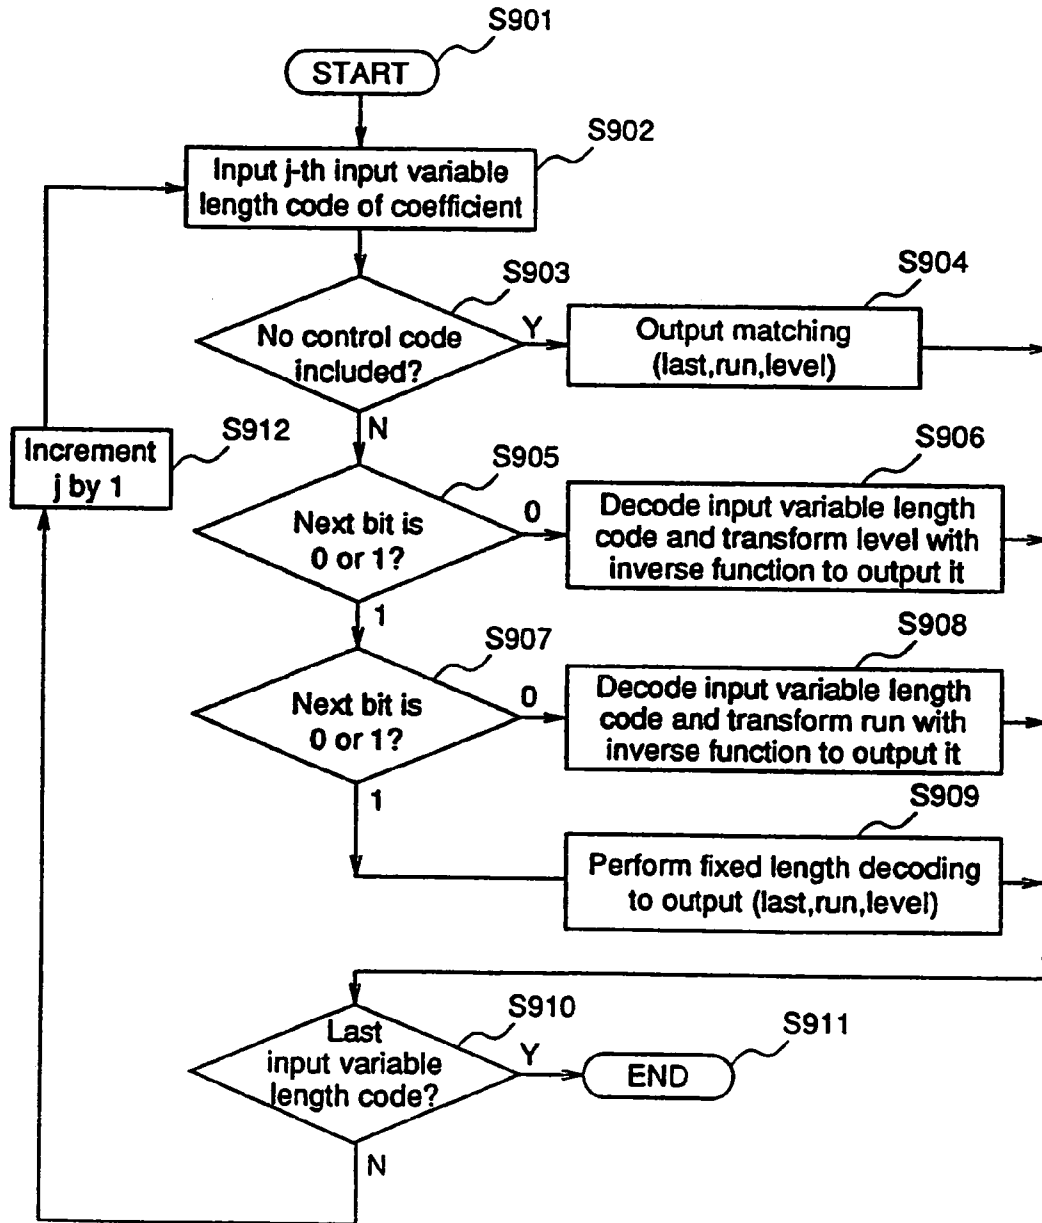 S901
START
S902
Input j-th input variable
length code of coefficient
S903
No control code
included?
Y
N
S904
Output matching
(last,run,level)
S912
Increment
j by 1
S905
Next bit is
0 or 1?
0
1
S906
Decode input variable length
code and transform level with
inverse function to output it
S907
Next bit is
0 or 1?
0
1
S908
Decode input variable length
code and transform run with
inverse function to output it
S909
Perform fixed length decoding
to output (last,run,level)
S910
Last
input variable
length code?
Y
N
S911
END